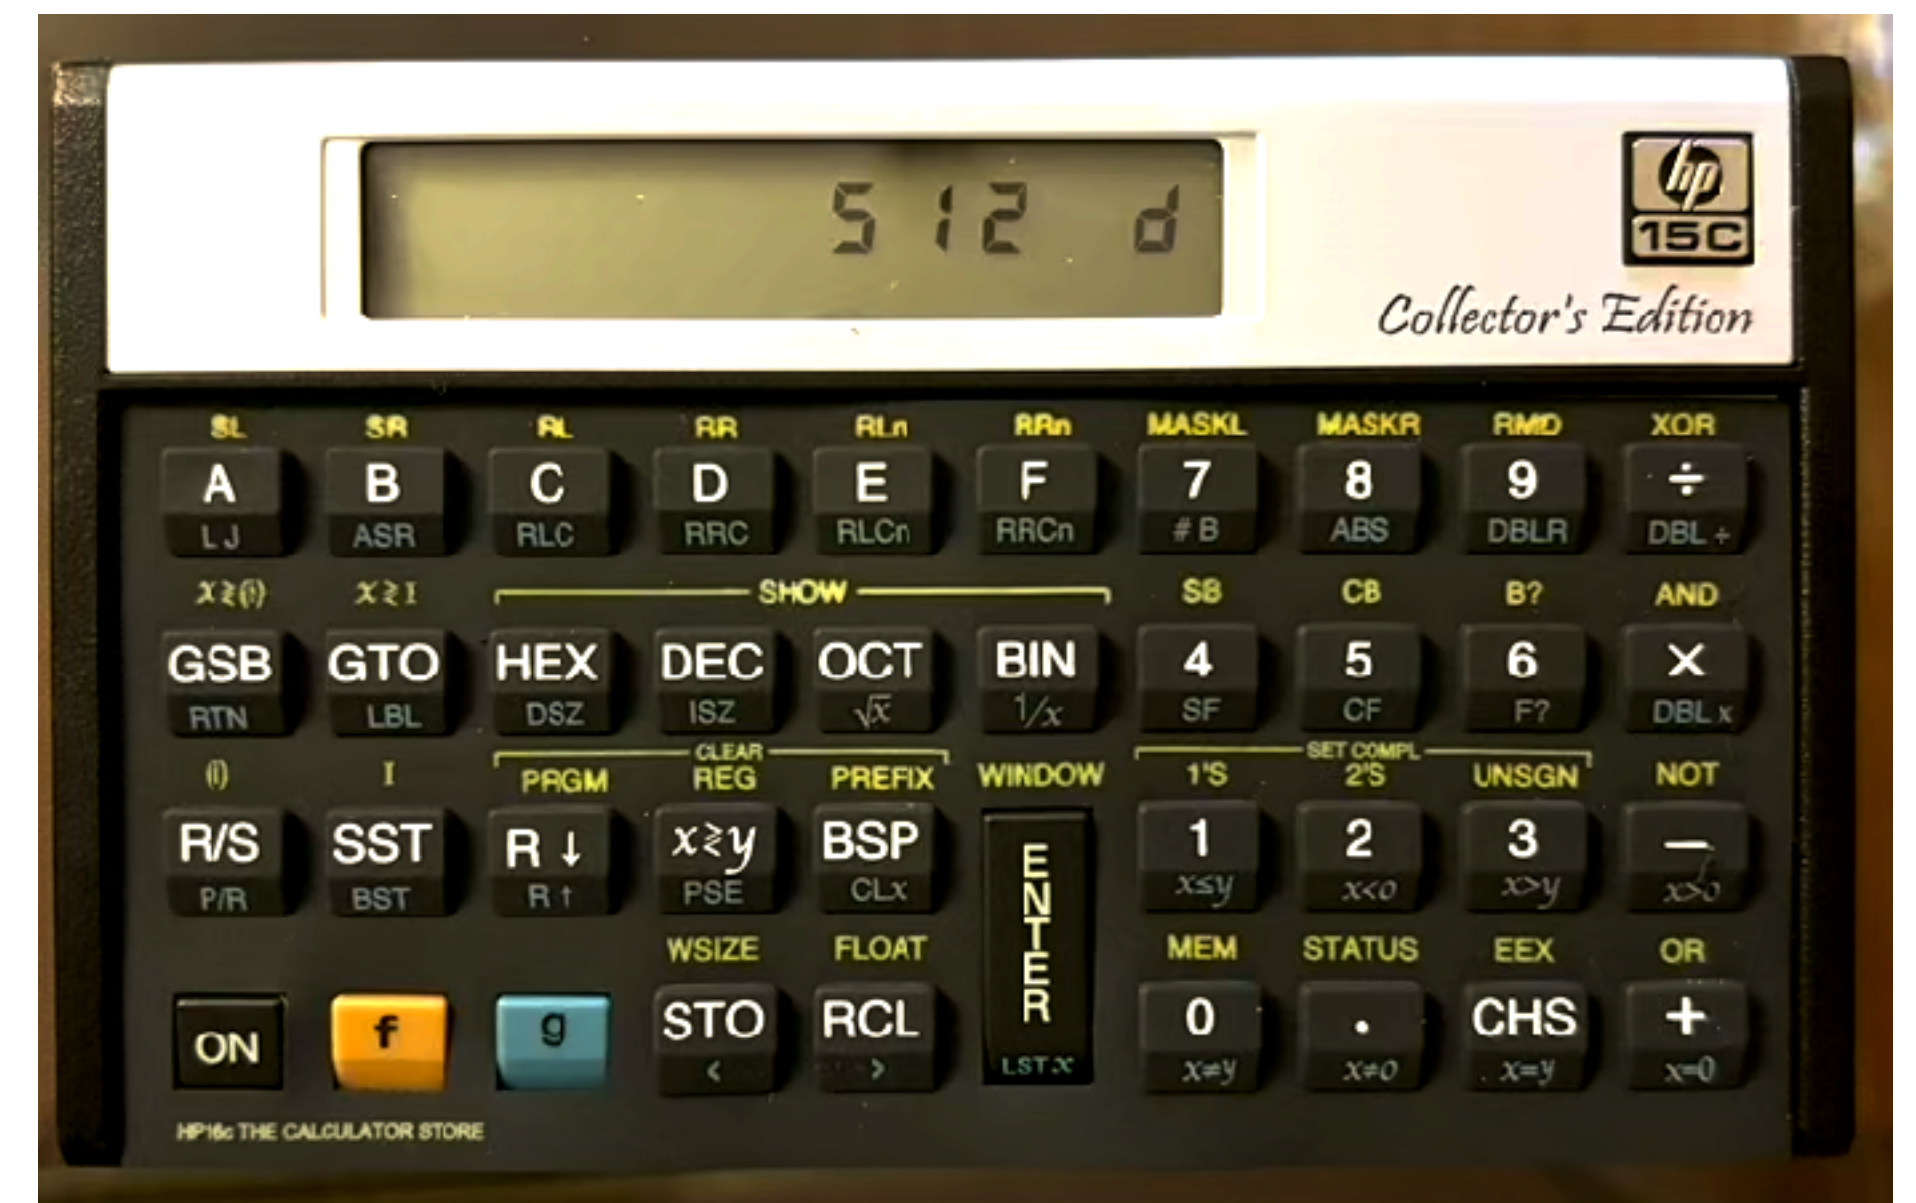 512 d
hp
15C
Collector's Edition
SL SR RL RR RLn RRn MASKL MASKR RMD XOR
A B C D E F 7 8 9 ÷
LJ ASR RLC RRC RLCn RRCn #B ABS DBLR DBL÷
x≷(i) x≷I SHOW SB CB B? AND
GSB GTO HEX DEC OCT BIN 4 5 6 ×
RTN LBL DSZ ISZ √x 1/x SF CF F? DBLx
CLEAR SET COMPL
(i) I PRGM REG PREFIX WINDOW 1'S 2'S UNSGN NOT
R/S SST R↓ x≷y BSP ENTER 1 2 3 −
P/R BST R↑ PSE CLx x≤y x<0 x>y x>0
WSIZE FLOAT MEM STATUS EEX OR
ON f g STO RCL 0 . CHS +
< > LSTx x≠y x≠0 x=y x=0
HP16c THE CALCULATOR STORE